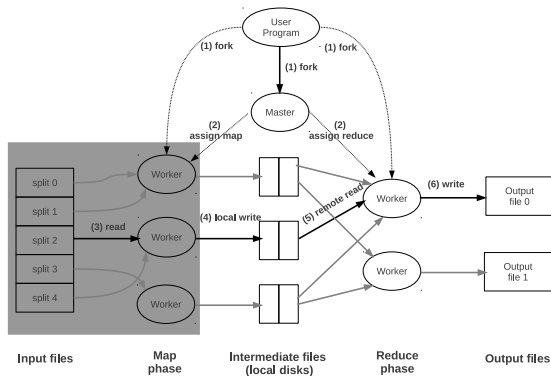 User
Program
(1) fork
(1) fork
(1) fork
Master
(2)
assign map
(2)
assign reduce
split 0
split 1
split 2
split 3
split 4
(3) read
Worker
Worker
Worker
(4) local write
(5) remote read
Worker
Worker
(6) write
Output
file 0
Output
file 1
Input files
Map
phase
Intermediate files
(local disks)
Reduce
phase
Output files